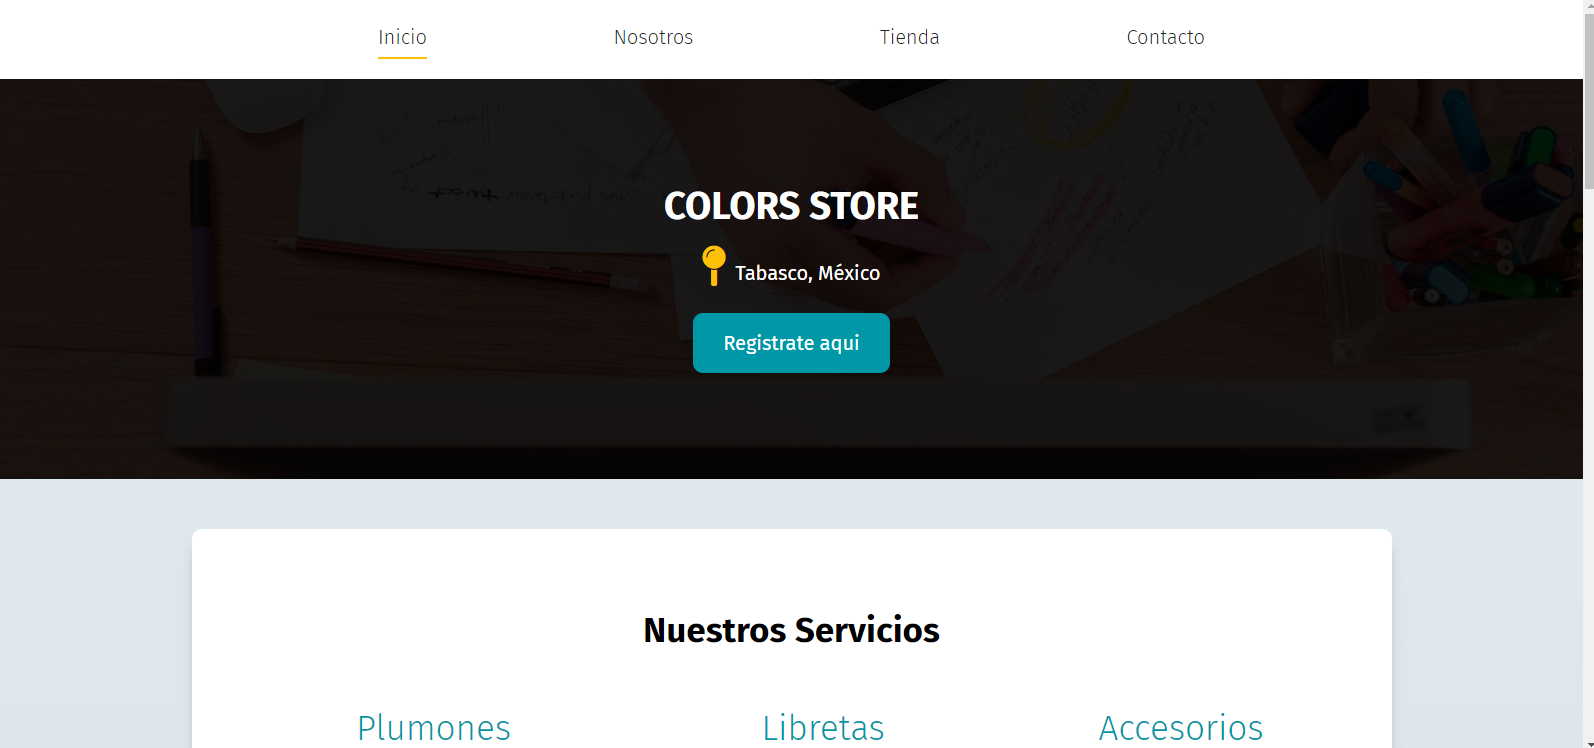 Inicio
Nosotros
Tienda
Contacto
COLORS STORE
Tabasco, México
Registrate aqui
Nuestros Servicios
Plumones
Libretas
Accesorios